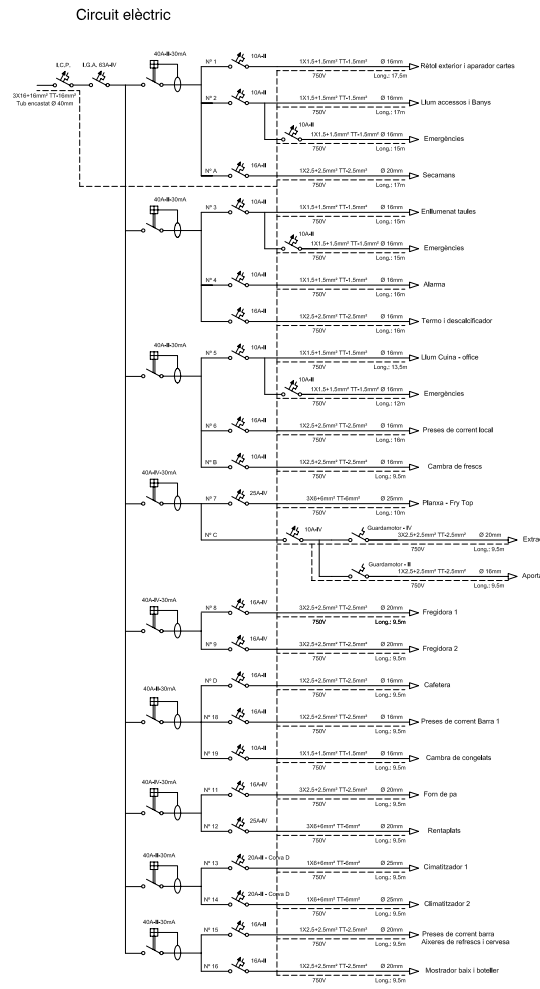 Circuit elèctric
I.C.P.
I.G.A. 63A-IV
3X16+16mm² TT-16mm²
Tub encastat Ø 40mm
40A-III-30mA
Nº 1
10A-II
1X1.5+1.5mm² TT-1.5mm² Ø 16mm
750V Long.: 17,5m
Rètol exterior i aparador cartes
Nº 2
10A-II
1X1.5+1.5mm² TT-1.5mm² Ø 16mm
750V Long.: 17m
Llum accessos i Banys
10A-II
1X1.5+1.5mm² TT-1.5mm² Ø 16mm
750V Long.: 15m
Emergències
Nº A
16A-II
1X2.5+2.5mm² TT-2.5mm² Ø 20mm
750V Long.: 17m
Secamans
40A-II-30mA
Nº 3
10A-II
1X1.5+1.5mm² TT-1.5mm² Ø 16mm
750V Long.: 15m
Enllumenat taules
10A-II
1X1.5+1.5mm² TT-1.5mm² Ø 16mm
750V Long.: 15m
Emergències
Nº 4
10A-II
1X1.5+1.5mm² TT-1.5mm² Ø 16mm
750V Long.: 16m
Alarma
16A-II
1X2.5+2.5mm² TT-2.5mm² Ø 16mm
750V Long.: 16m
Termo i descalcificador
40A-II-30mA
Nº 5
10A-II
1X1.5+1.5mm² TT-1.5mm² Ø 16mm
750V Long.: 13,5m
Llum Cuina - office
10A-II
1X1.5+1.5mm² TT-1.5mm² Ø 16mm
750V Long.: 12m
Emergències
Nº 6
16A-II
1X2.5+2.5mm² TT-2.5mm² Ø 16mm
750V Long.: 16m
Preses de corrent local
Nº B
10A-II
1X2.5+2.5mm² TT-2.5mm² Ø 16mm
750V Long.: 9.5m
Cambra de frescs
40A-IV-30mA
Nº 7
25A-IV
3X6+6mm² TT-6mm² Ø 25mm
750V Long.: 10m
Planxa - Fry Top
Nº C
10A-IV
Guardamotor - IV
3X2.5+2.5mm² TT-2.5mm² Ø 20mm
750V Long.: 9.5m
Extrac
Guardamotor - II
1X2.5+2.5mm² TT-2.5mm² Ø 16mm
750V Long.: 9.5m
Aporta
40A-IV-30mA
Nº 8
16A-IV
3X2.5+2.5mm² TT-2.5mm² Ø 20mm
750V Long.: 9.5m
Fregidora 1
Nº 9
16A-IV
3X2.5+2.5mm² TT-2.5mm² Ø 20mm
750V Long.: 9.5m
Fregidora 2
40A-II-30mA
Nº D
16A-II
1X2.5+2.5mm² TT-2.5mm² Ø 16mm
750V Long.: 9.5m
Cafetera
Nº 18
16A-II
1X2.5+2.5mm² TT-2.5mm² Ø 16mm
750V Long.: 9.5m
Preses de corrent Barra 1
Nº 19
10A-II
1X1.5+1.5mm² TT-1.5mm² Ø 16mm
750V Long.: 9.5m
Cambra de congelats
40A-IV-30mA
Nº 11
16A-IV
3X2.5+2.5mm² TT-2.5mm² Ø 20mm
750V Long.: 9.5m
Forn de pa
Nº 12
25A-IV
3X6+6mm² TT-6mm² Ø 20mm
750V Long.: 9.5m
Rentaplats
40A-II-30mA
Nº 13
20A-II - Corva D
1X6+6mm² TT-6mm² Ø 25mm
750V Long.: 9.5m
Cimatitzador 1
Nº 14
20A-II - Corva D
1X6+6mm² TT-6mm² Ø 25mm
750V Long.: 9.5m
Climatitzador 2
40A-II-30mA
Nº 15
16A-II
1X2.5+2.5mm² TT-2.5mm² Ø 20mm
750V Long.: 9.5m
Preses de corrent barra
Aixeres de refrescs i cervesa
Nº 16
16A-II
1X2.5+2.5mm² TT-2.5mm² Ø 20mm
750V Long.: 9.5m
Mostrador baix i boteller